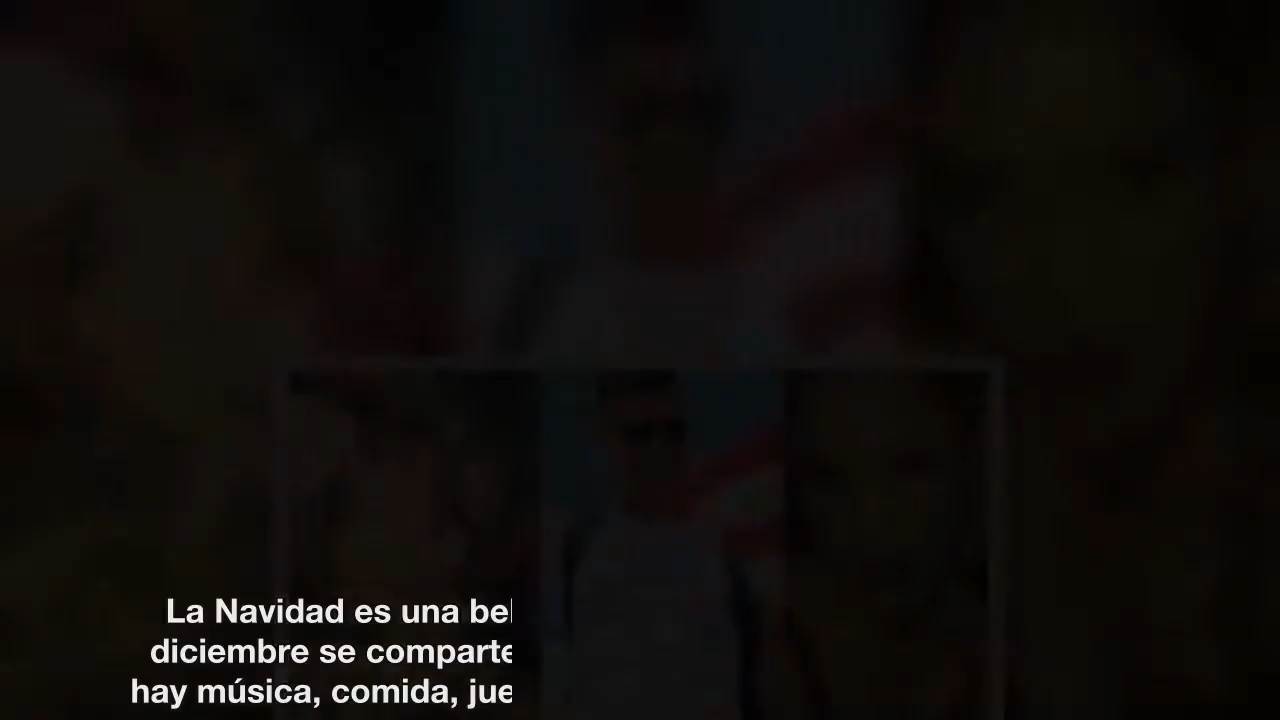 La Navidad es una
diciembre se comparte
hay música, comida,